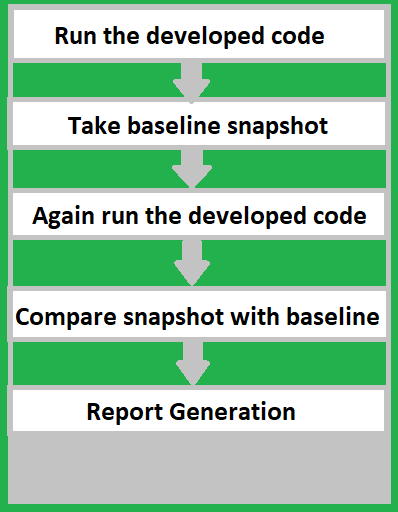 Run the developed code
Take baseline snapshot
Again run the developed code
Compare snapshot with baseline
Report Generation